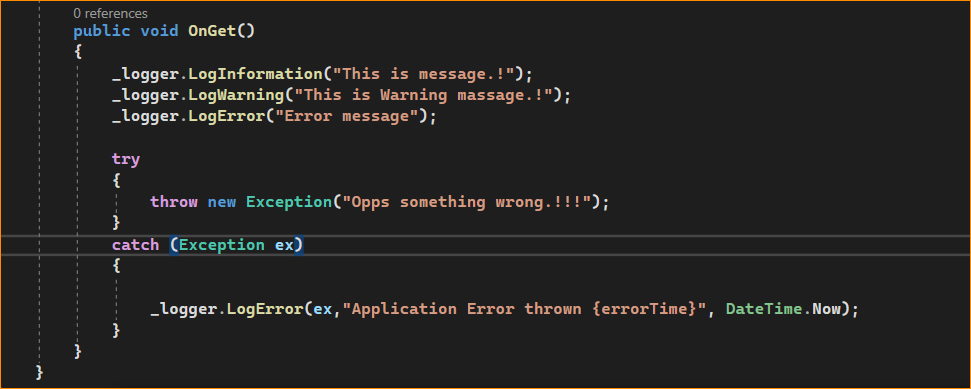 0 references
public void OnGet()
{
_logger.LogInformation("This is message.!");
_logger.LogWarning("This is Warning massage.!");
_logger.LogError("Error message");
try
{
throw new Exception("Opps something wrong.!!!");
}
catch (Exception ex)
{
_logger.LogError(ex,"Application Error thrown {errorTime}", DateTime.Now);
}
}
}